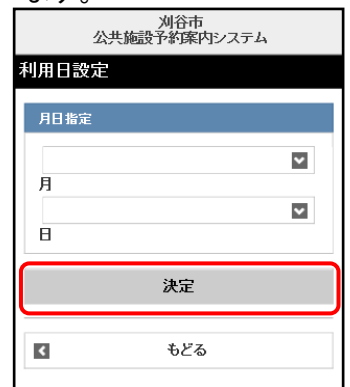 刈谷市
公共施設予約案内システム
利用日設定
月日指定
月
日
決定
もどる